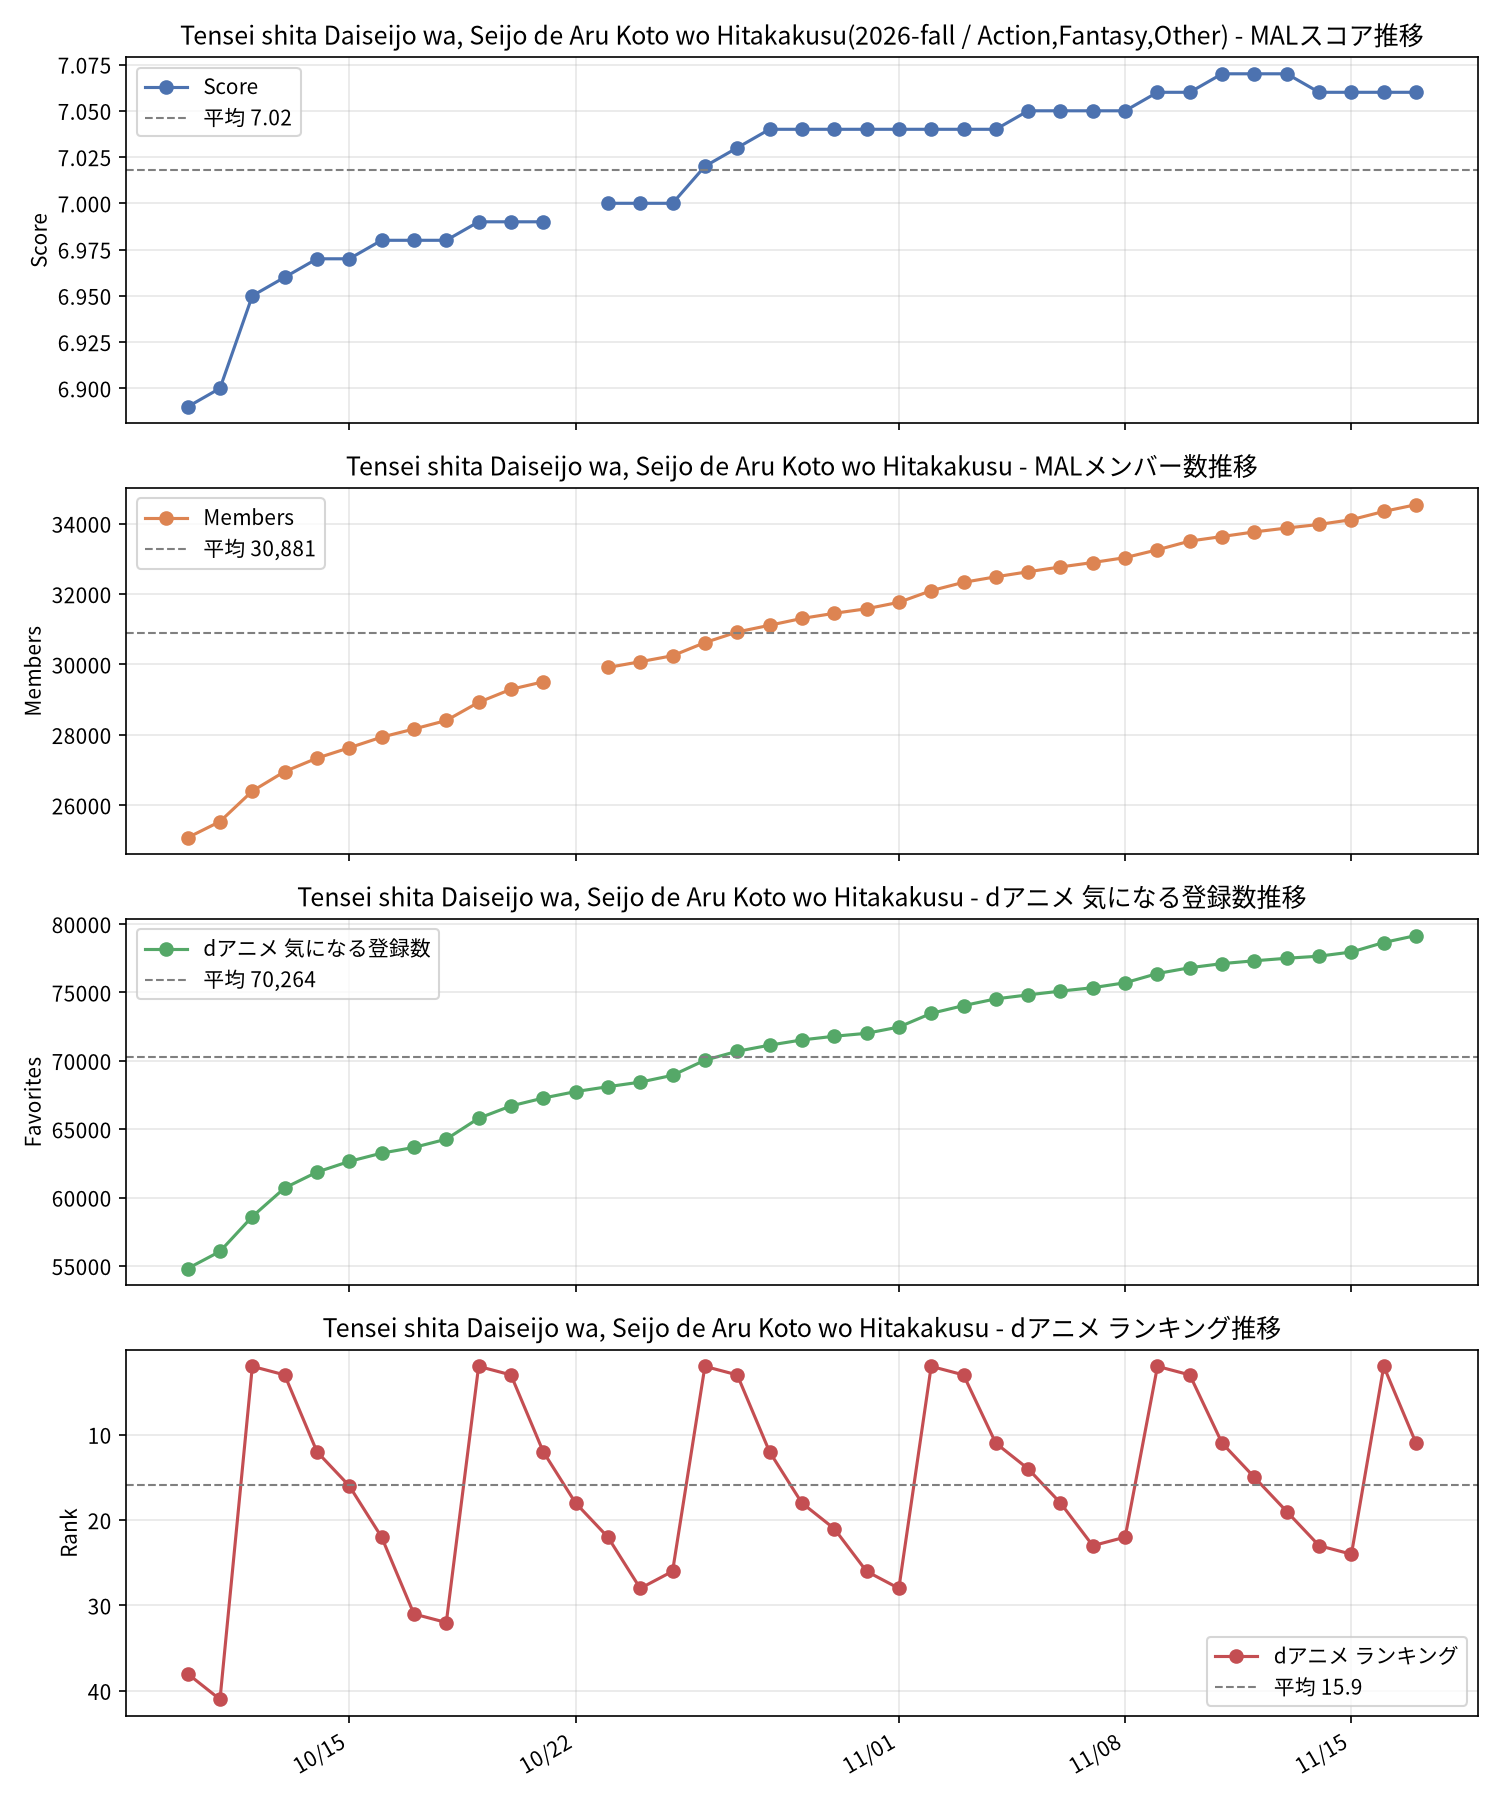 Tensei shita Daiseijo wa, Seijo de Aru Koto wo Hitakakusu(2026-fall / Action,Fantasy,Other) - MALスコア推移
7.075
7.050
7.025
7.000
6.975
6.950
6.925
6.900
Score
Score
平均 7.02
Tensei shita Daiseijo wa, Seijo de Aru Koto wo Hitakakusu - MALメンバー数推移
34000
32000
30000
28000
26000
Members
Members
平均 30,881
Tensei shita Daiseijo wa, Seijo de Aru Koto wo Hitakakusu - dアニメ 気になる登録数推移
80000
75000
70000
65000
60000
55000
Favorites
dアニメ 気になる登録数
平均 70,264
Tensei shita Daiseijo wa, Seijo de Aru Koto wo Hitakakusu - dアニメ ランキング推移
10
20
30
40
Rank
dアニメ ランキング
平均 15.9
10/15
10/22
11/01
11/08
11/15